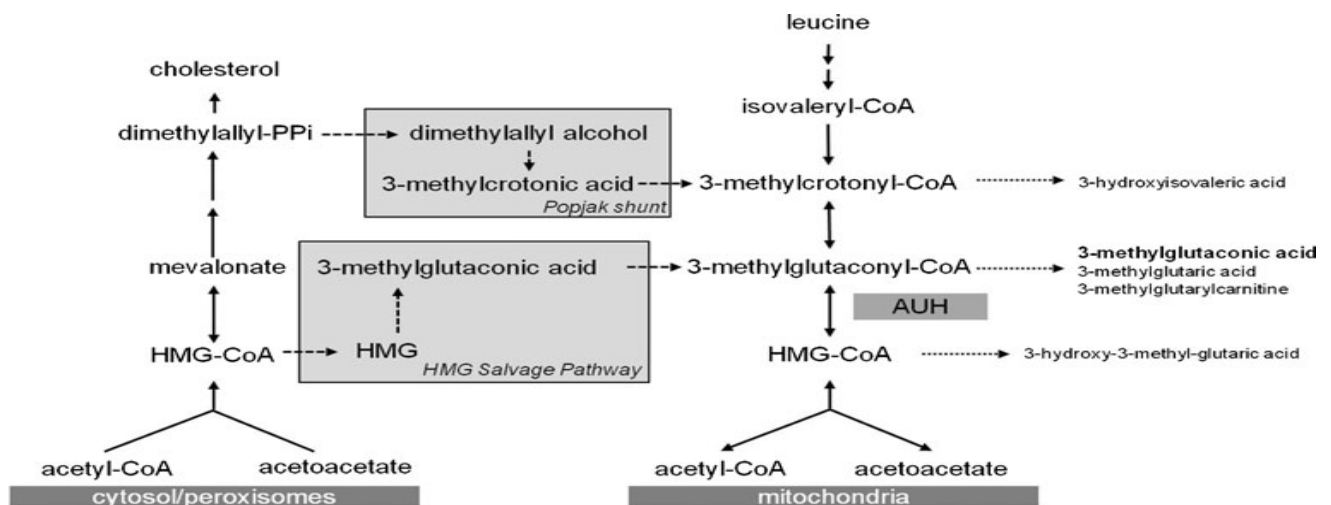 leucine
cholesterol
isovaleryl-CoA
dimethylallyl-PPi
dimethylallyl alcohol
3-methylcrotonic acid
3-methylcrotonyl-CoA
3-hydroxyisovaleric acid
Popjak shunt
mevalonate
3-methylglutaconic acid
3-methylglutaconyl-CoA
3-methylglutaconic acid
3-methylglutaric acid
3-methylglutarylcarnitine
AUH
HMG-CoA
HMG
HMG-CoA
3-hydroxy-3-methyl-glutaric acid
HMG Salvage Pathway
acetyl-CoA
acetoacetate
acetyl-CoA
acetoacetate
cytosol/peroxisomes
mitochondria